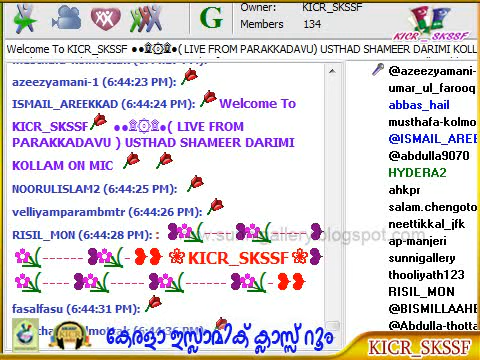 Owner: KICR_SKSSF
Members 134
KICR_SKSSF
Welcome To KICR_SKSSF ●●۩۞۩●( LIVE FROM PARAKKADAVU) USTHAD SHAMEER DARIMI KOLLAM
azeezyamani-1 (6:44:23 PM):
ISMAIL_AREEKKAD (6:44:24 PM): Welcome To
KICR_SKSSF ●●۩۞۩●( LIVE FROM
PARAKKADAVU ) USTHAD SHAMEER DARIMI
KOLLAM ON MIC
NOORULISLAM2 (6:44:25 PM):
velliyamparambmtr (6:44:26 PM):
RISIL_MON (6:44:28 PM): :
KICR_SKSSF
fasalfasu (6:44:31 PM):
@azeezyamani-
umar_ul_farooq
abbas_hail
musthafa-kolmo
@ISMAIL_AREE
@abdulla9070
HYDERA2
ahkpr
salam.chengoto
neettikkal_jfk
ap-manjeri
sunnigallery
thooliyath123
RISIL_MON
@BISMILLAAHE
@Abdulla-thotta
കേരളാ ഇസ്ലാമിക് ക്ലാസ്സ് റൂം
KICR_SKSSF